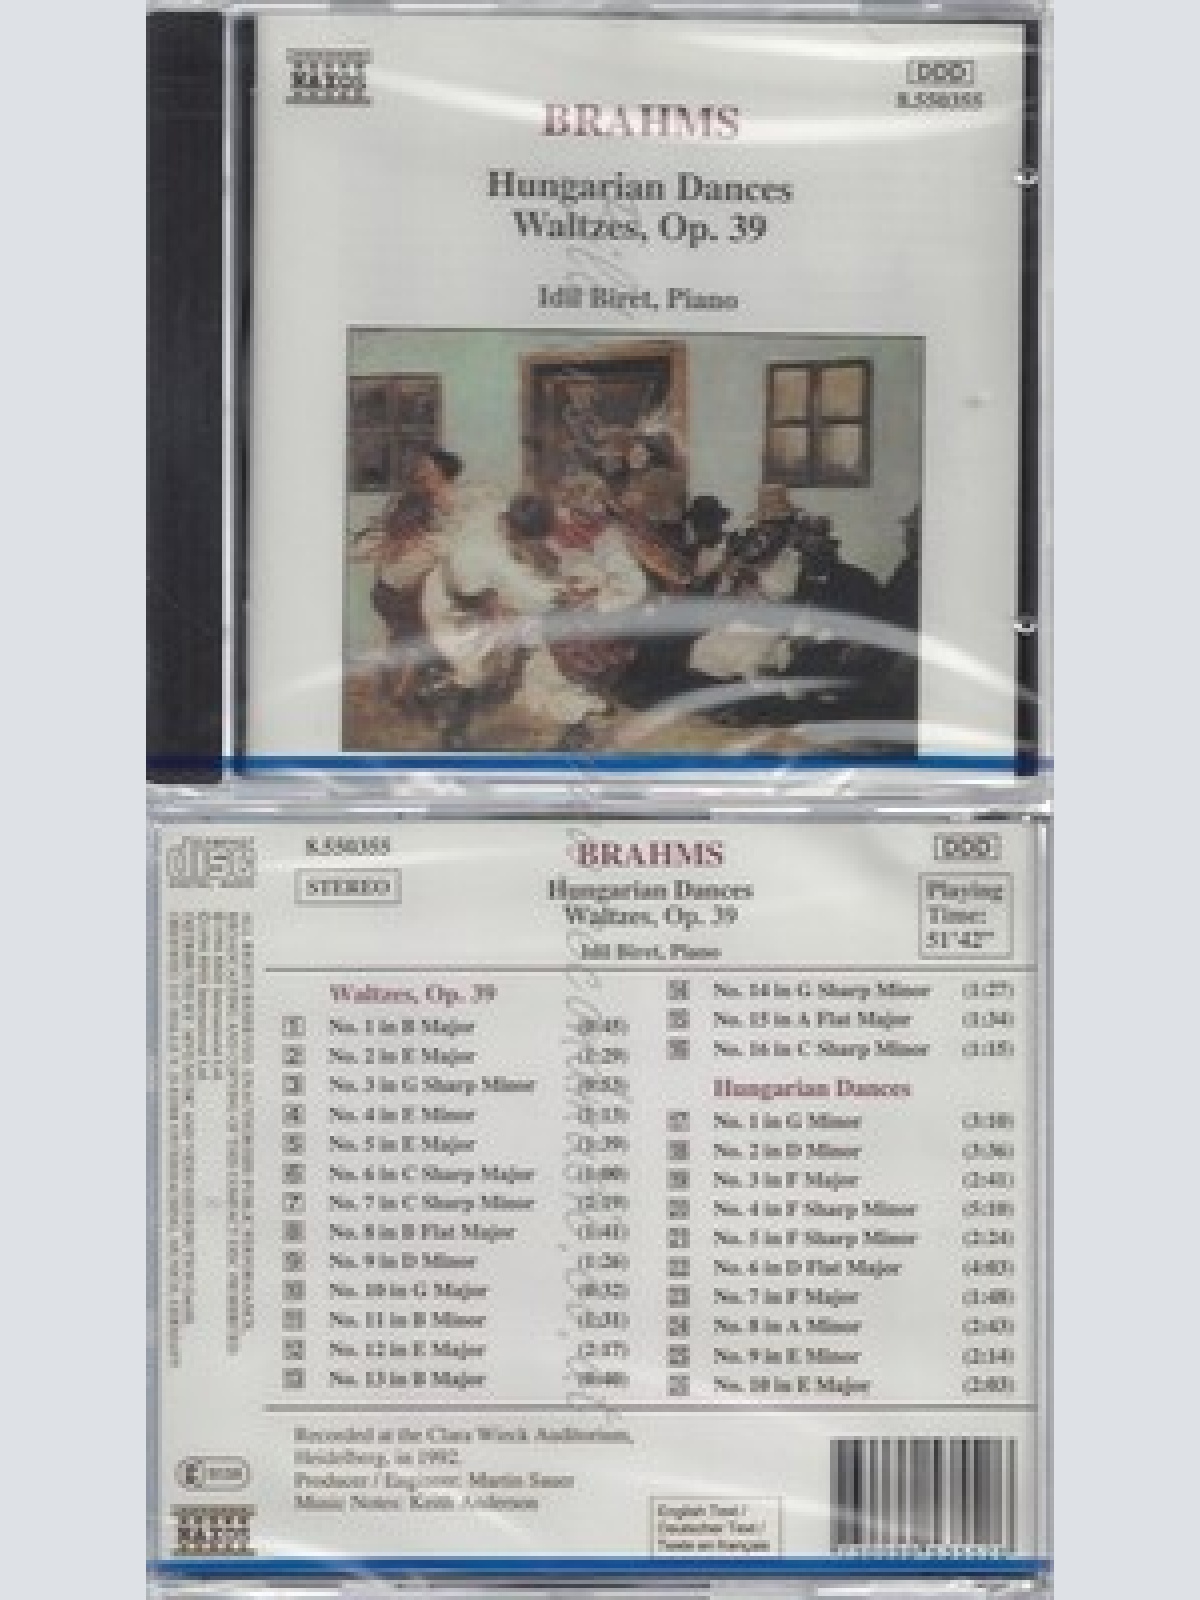 NAXOS
DDD
8.550355
BRAHMS
Hungarian Dances
Waltzes, Op. 39
Idil Biret, Piano
COMPACT
disc
DIGITAL AUDIO
8.550355
STEREO
BRAHMS
Hungarian Dances
Waltzes, Op. 39
Idil Biret, Piano
DDD
Playing
Time:
51'42"
Waltzes, Op. 39
1 No. 1 in B Major (0:45)
2 No. 2 in E Major
3 No. 3 in G Sharp Minor (0:53)
4 No. 4 in E Minor
5 No. 5 in E Major
6 No. 6 in C Sharp Major (1:00)
7 No. 7 in C Sharp Minor (2:19)
8 No. 8 in B Flat Major (1:41)
9 No. 9 in D Minor (1:26)
10 No. 10 in G Major (0:32)
11 No. 11 in B Minor (1:31)
12 No. 12 in E Major (2:17)
13 No. 13 in B Major (0:40)
14 No. 14 in G Sharp Minor (1:27)
15 No. 15 in A Flat Major (1:34)
16 No. 16 in C Sharp Minor (1:15)
Hungarian Dances
17 No. 1 in G Minor (3:10)
18 No. 2 in D Minor (3:36)
19 No. 3 in F Major (2:41)
20 No. 4 in F Sharp Minor (5:10)
21 No. 5 in F Sharp Minor (2:24)
22 No. 6 in D Flat Major (4:03)
23 No. 7 in F Major (1:48)
24 No. 8 in A Minor (2:43)
25 No. 9 in E Minor (2:14)
No. 10 in E Major (2:03)
Recorded at the Clara Wieck Auditorium,
Heidelberg, in 1992.
Producer / Engineer: Martin Sauer
Music Notes: Keith Anderson
English Text /
Deutscher Text /
Texte en français
NAXOS